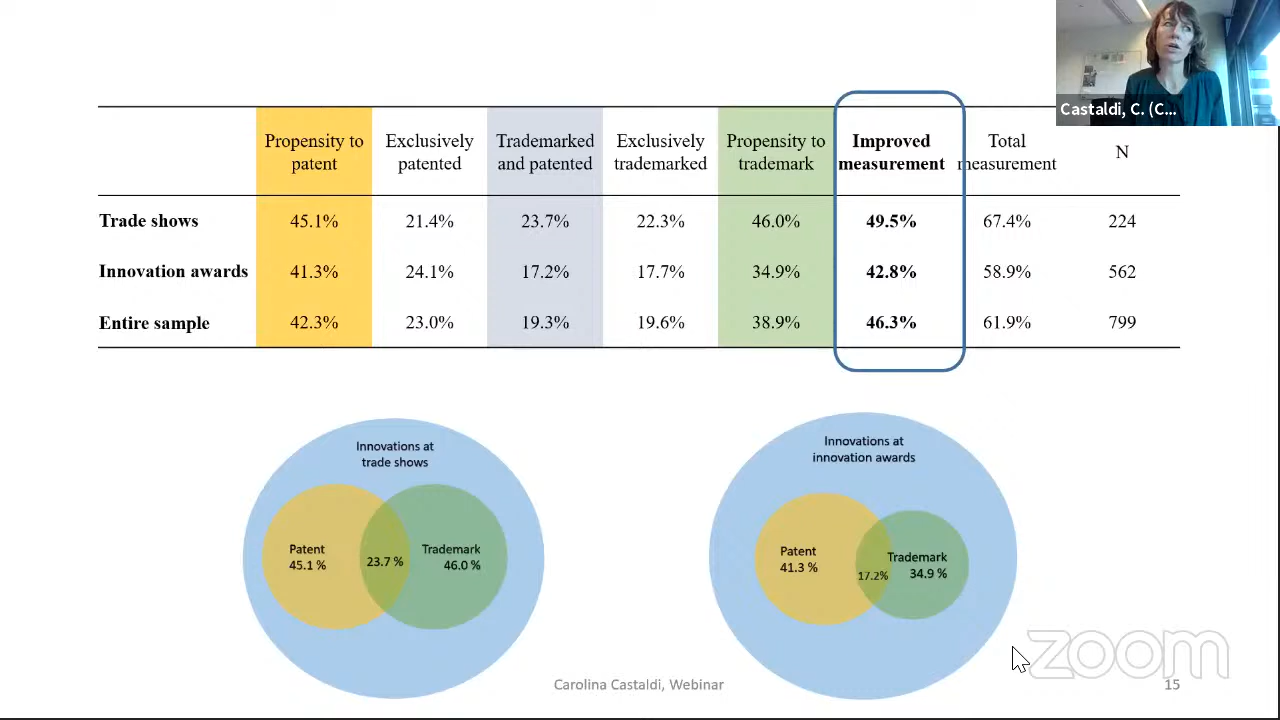 Castaldi, C. (C...
Propensity to patent
Exclusively patented
Trademarked and patented
Exclusively trademarked
Propensity to trademark
Improved measurement
Total measurement
N
Trade shows 45.1% 21.4% 23.7% 22.3% 46.0% 49.5% 67.4% 224
Innovation awards 41.3% 24.1% 17.2% 17.7% 34.9% 42.8% 58.9% 562
Entire sample 42.3% 23.0% 19.3% 19.6% 38.9% 46.3% 61.9% 799
Innovations at
trade shows
Patent
45.1 %
23.7 %
Trademark
46.0 %
Innovations at
innovation awards
Patent
41.3 %
17.2%
Trademark
34.9 %
zoom
Carolina Castaldi, Webinar
15